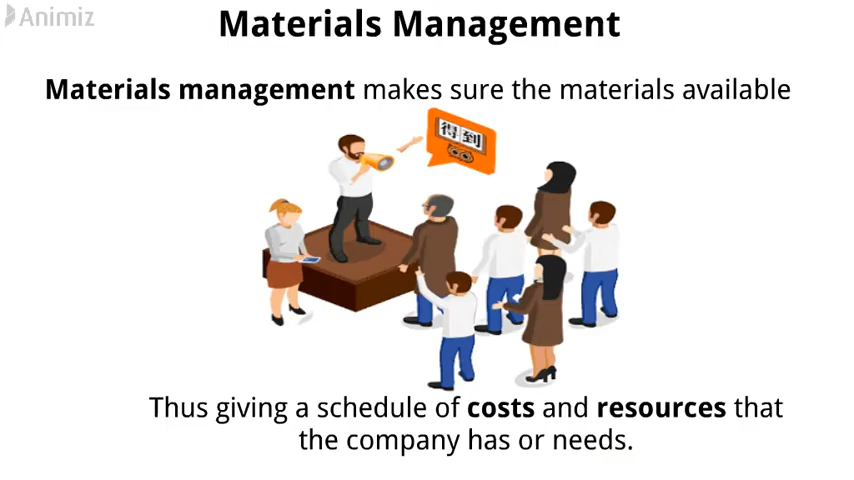 Animiz
Materials Management
Materials management makes sure the materials available
得到
Thus giving a schedule of costs and resources that
the company has or needs.